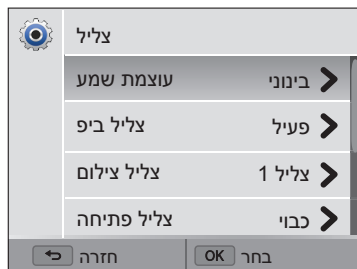 צליל
עוצמת שמע בינוני
צליל ביפ פעיל
צליל צילום צליל 1
צליל פתיחה כבוי
חזרה OK בחר